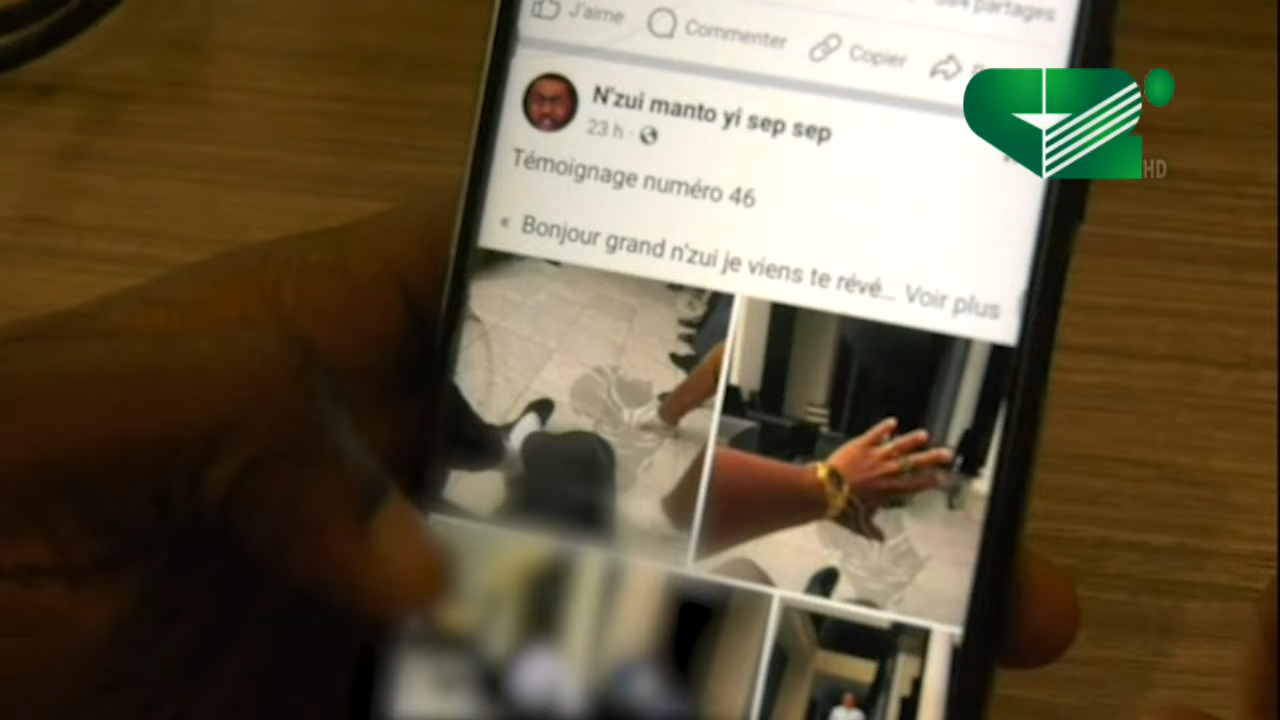 partages
J'aime
Commenter
Copier
N'zui manto yi sep sep
23 h
Témoignage numéro 46
« Bonjour grand n'zui je viens te révé... Voir plus
HD